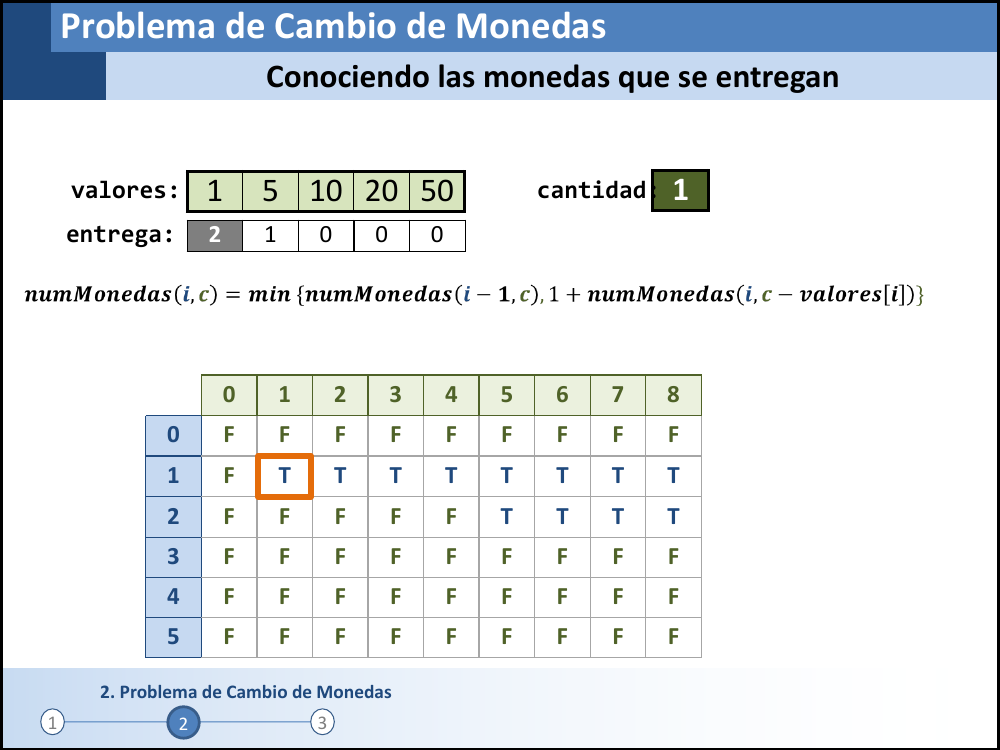 Problema de Cambio de Monedas
Conociendo las monedas que se entregan
valores: 1 5 10 20 50 cantidad: 1
entrega: 2 1 0 0 0
numMonedas(i, c) = min {numMonedas(i − 1, c), 1 + numMonedas(i, c − valores[i])}
0 1 2 3 4 5 6 7 8
0 F F F F F F F F F
1 F T T T T T T T T
2 F F F F F T T T T
3 F F F F F F F F F
4 F F F F F F F F F
5 F F F F F F F F F
2. Problema de Cambio de Monedas
1 2 3